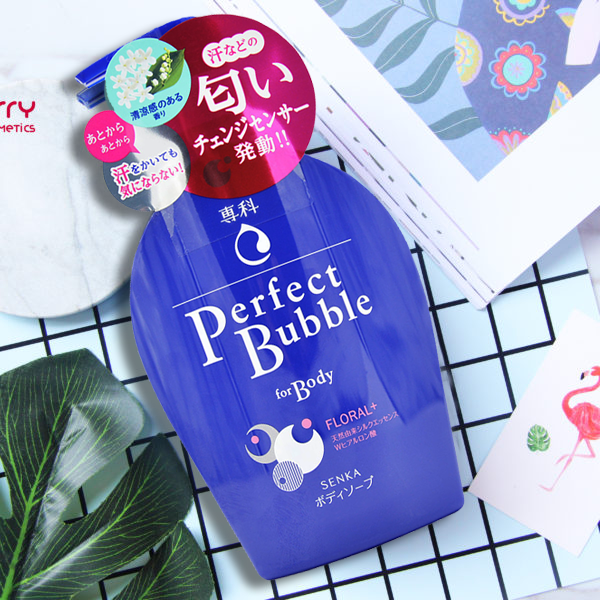 rry
metics
汗などの
匂い
チェンジセンサー
発動!!
清涼感のある
香り
あとから
あとから
汗をかいても
気にならない!
専科
Perfect
Bubble
for Body
FLORAL+
天然由来シルクエッセンス
Wヒアルロン酸
SENKA
ボディソープ